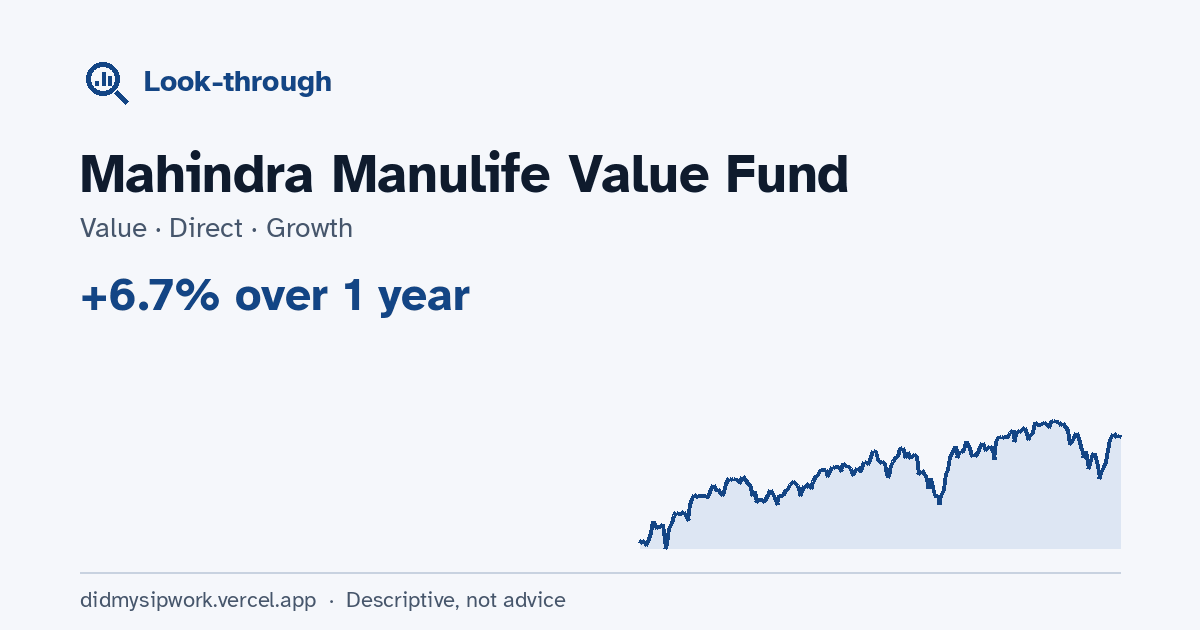 Look-through
Mahindra Manulife Value Fund
Value · Direct · Growth
+6.7% over 1 year
didmysipwork.vercel.app · Descriptive, not advice